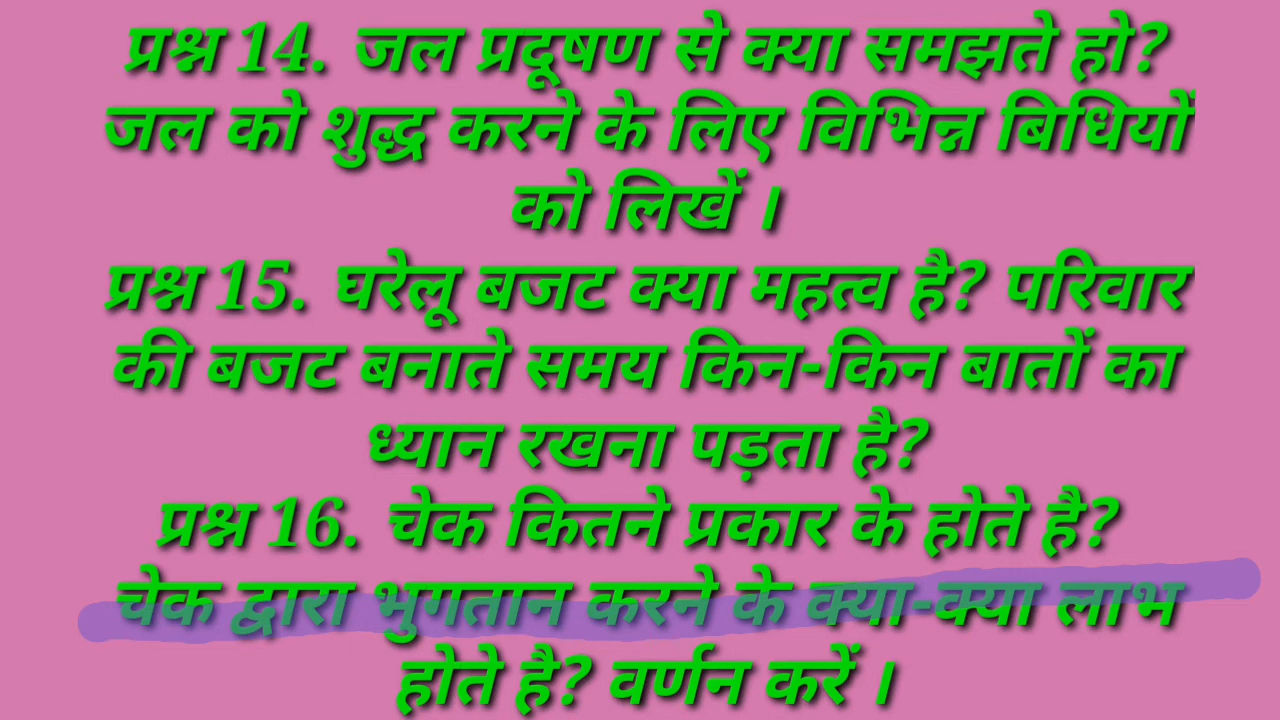 प्रश्न 14. जल प्रदूषण से क्या समझते हो?
जल को शुद्ध करने के लिए विभिन्न बिधियों
को लिखें ।
प्रश्न 15. घरेलू बजट क्या महत्व है? परिवार
की बजट बनाते समय किन-किन बातों का
ध्यान रखना पड़ता है?
प्रश्न 16. चेक कितने प्रकार के होते है?
चेक द्वारा भुगतान करने के क्या-क्या लाभ
होते है? वर्णन करें ।